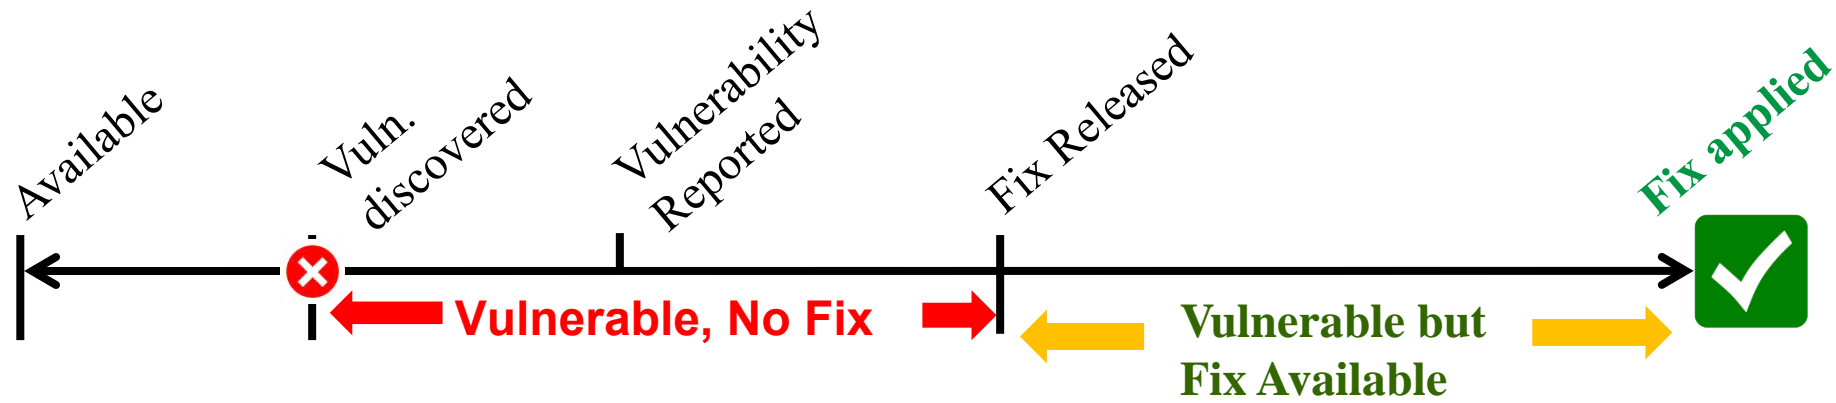 Available
Vuln.
discovered
Vulnerability
Reported
Fix Released
Fix applied
Vulnerable, No Fix
Vulnerable but
Fix Available